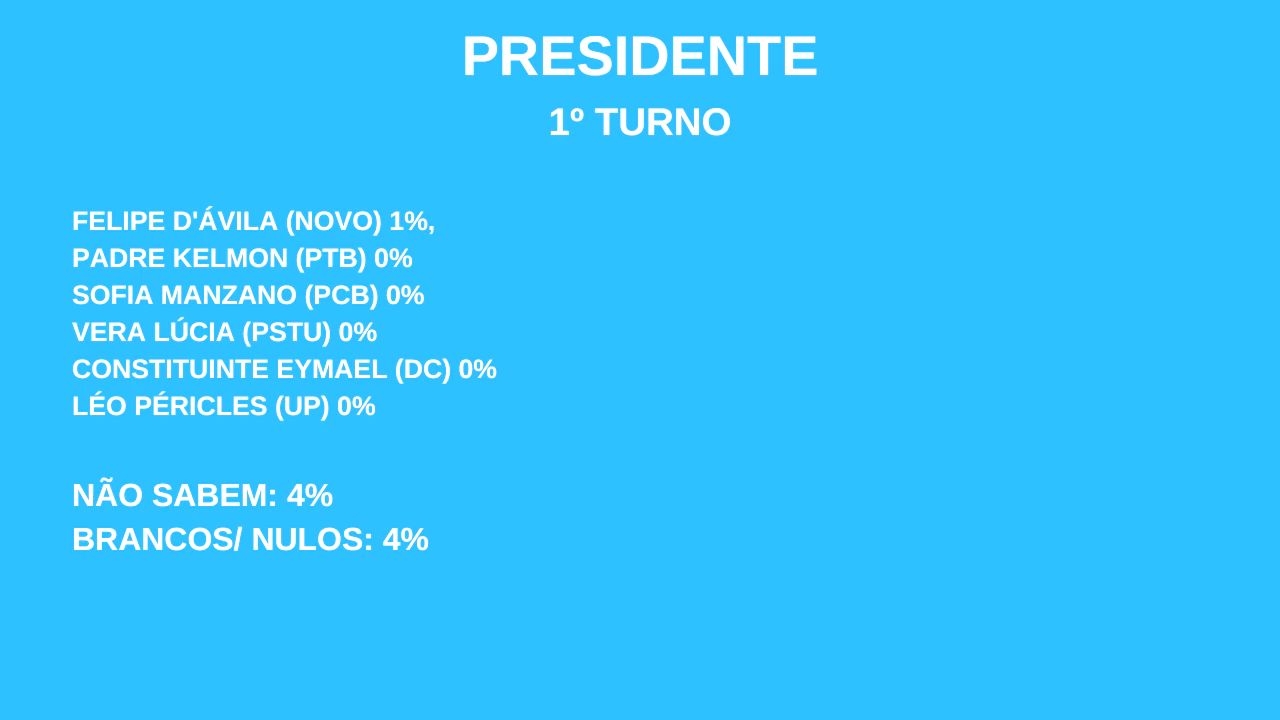 PRESIDENTE
1º TURNO
FELIPE D'ÁVILA (NOVO) 1%,
PADRE KELMON (PTB) 0%
SOFIA MANZANO (PCB) 0%
VERA LÚCIA (PSTU) 0%
CONSTITUINTE EYMAEL (DC) 0%
LÉO PÉRICLES (UP) 0%
NÃO SABEM: 4%
BRANCOS/ NULOS: 4%